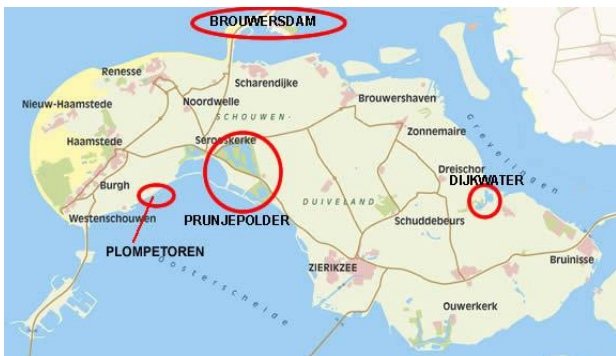 BROUWERSDAM
Renesse
Scharendijke
Nieuw-Haamstede
Noordwelle
Brouwershaven
SCHOUWEN-
Zonnemaire
Haamstede
Serooskerke
Grevelingen
Dreischor
DIJKWATER
Burgh
DUIVELAND
Westenschouwen
PRUNJEPOLDER
Schuddebeurs
PLOMPETOREN
Oosterschelde
ZIERIKZEE
Bruinisse
Ouwerkerk